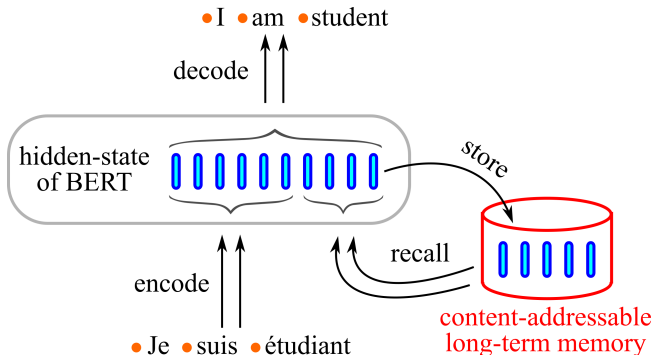 • I • am • student
decode
hidden-state
of BERT
store
recall
encode
• Je • suis • étudiant
content-addressable
long-term memory